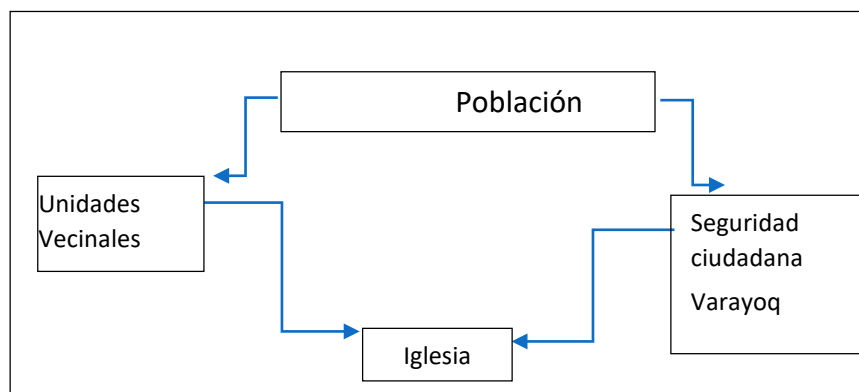 Población
Unidades
Vecinales
Seguridad
ciudadana
Varayoq
Iglesia